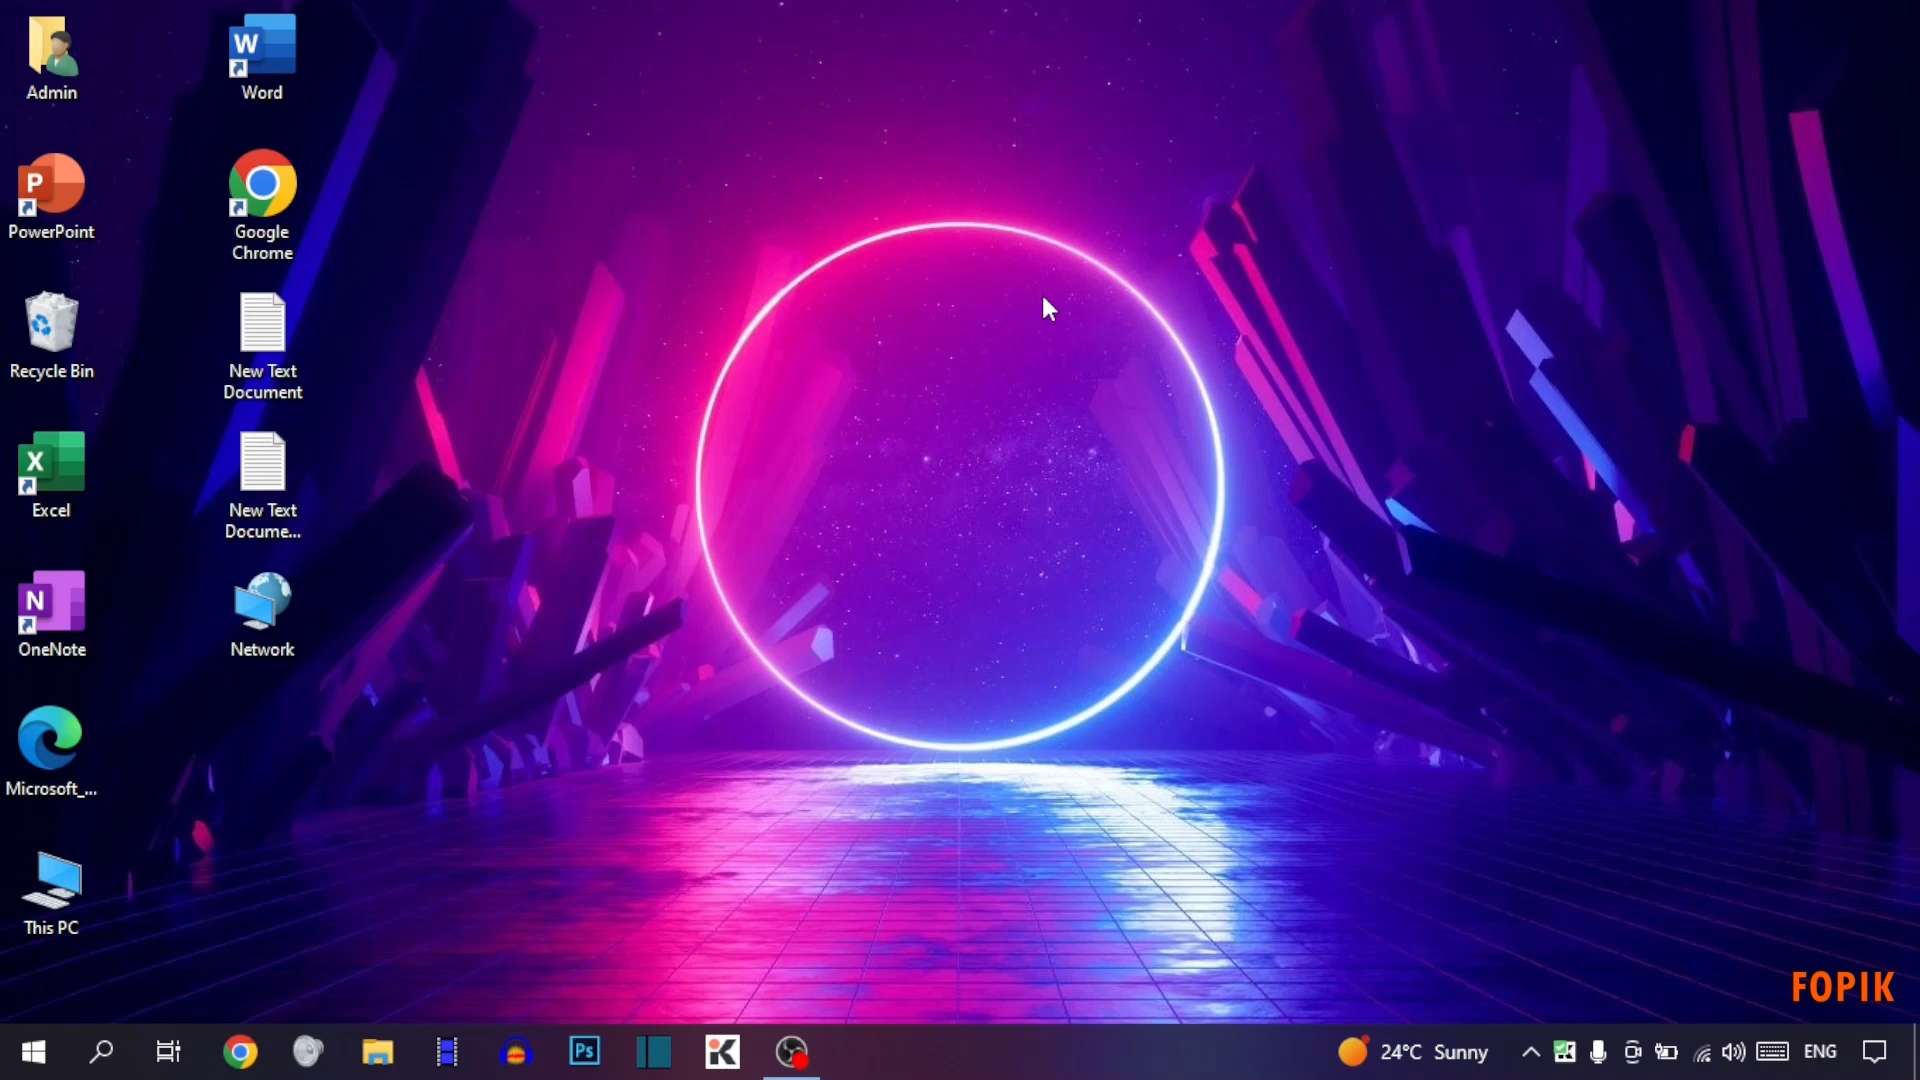 Admin
Word
PowerPoint
Google
Chrome
Recycle Bin
New Text
Document
Excel
New Text
Docume...
OneNote
Network
Microsoft_...
This PC
FOPIK
Ps
24°C Sunny
ENG